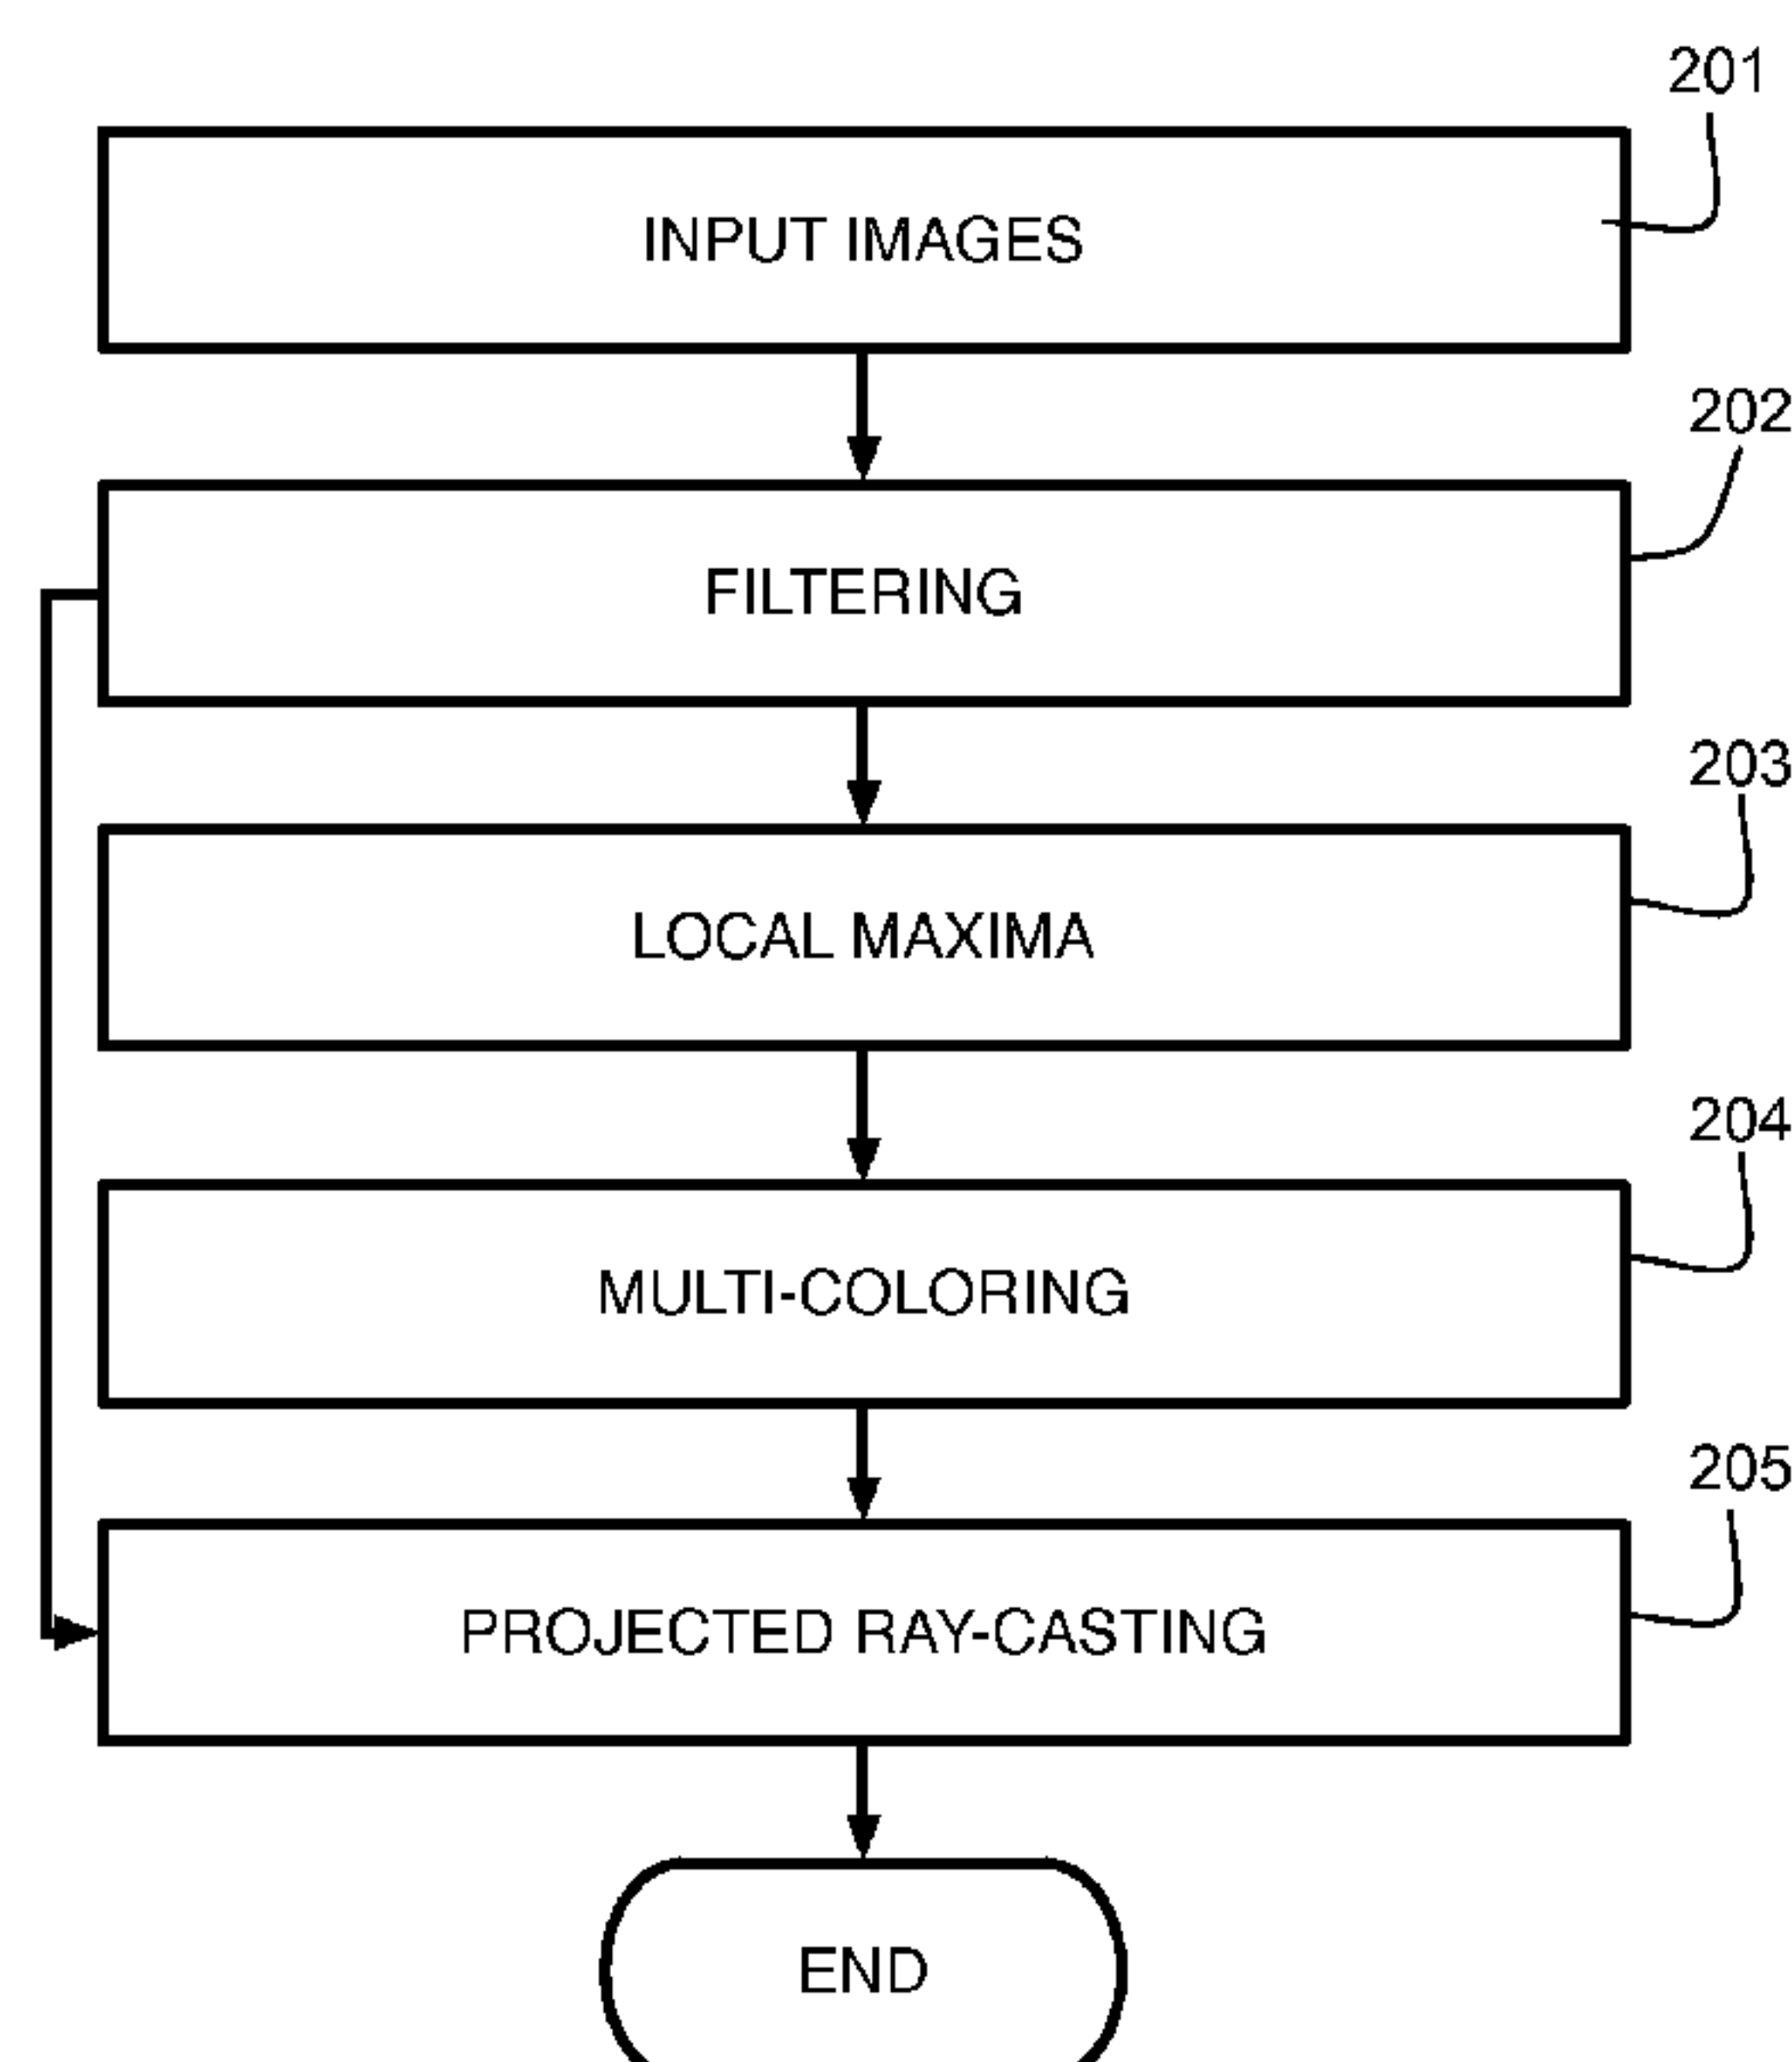 201
INPUT IMAGES
202
FILTERING
203
LOCAL MAXIMA
204
MULTI-COLORING
205
PROJECTED RAY-CASTING
END